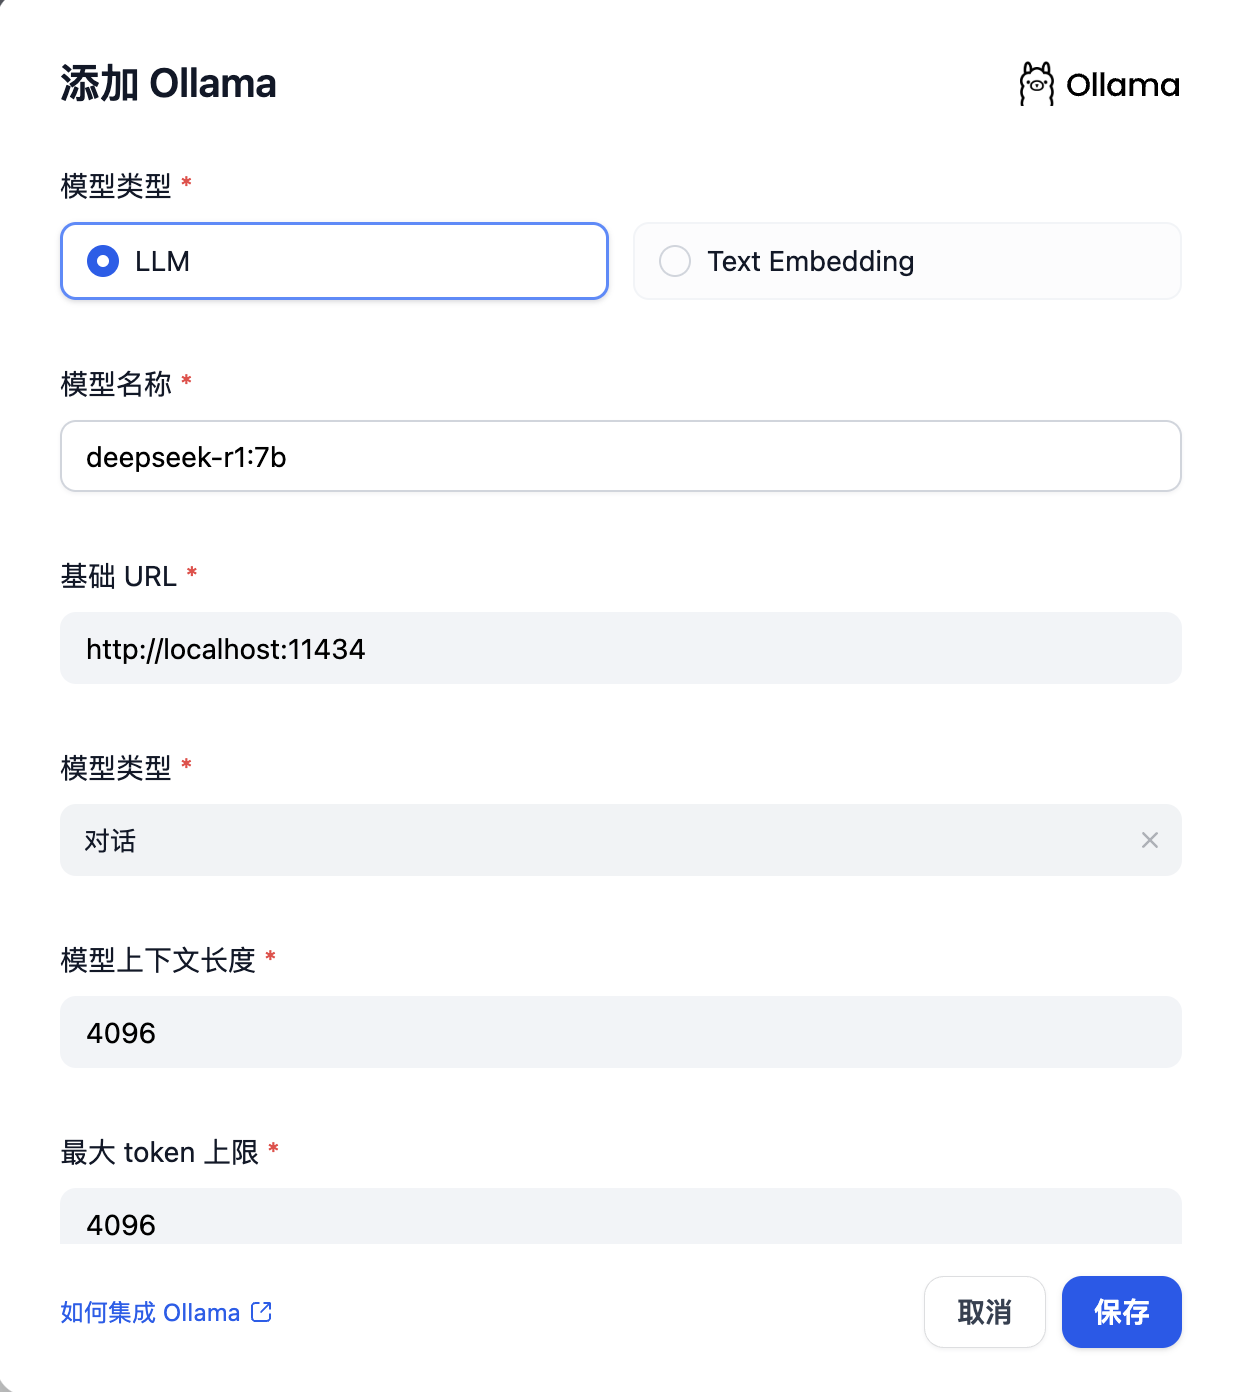 添加 Ollama
Ollama
模型类型 *
LLM
Text Embedding
模型名称 *
deepseek-r1:7b
基础 URL *
http://localhost:11434
模型类型 *
对话
模型上下文长度 *
4096
最大 token 上限 *
4096
如何集成 Ollama
取消
保存